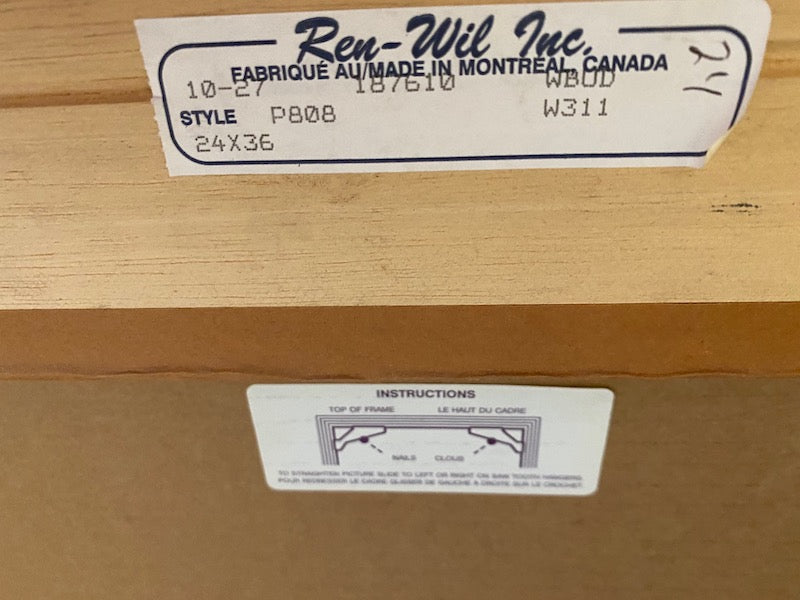 Ren-Wil Inc.
FABRIQUÉ AU/MADE IN MONTRÉAL, CANADA
10-27 187610 WBUD
STYLE P808 W311
24X36
24
INSTRUCTIONS
TOP OF FRAME LE HAUT DU CADRE
NAILS CLOUS
TO STRAIGHTEN PICTURE SLIDE TO LEFT OR RIGHT ON SAW TOOTH HANGERS.
POUR REDRESSER LE CADRE GLISSER DE GAUCHE À DROITE SUR LE CROCHET.